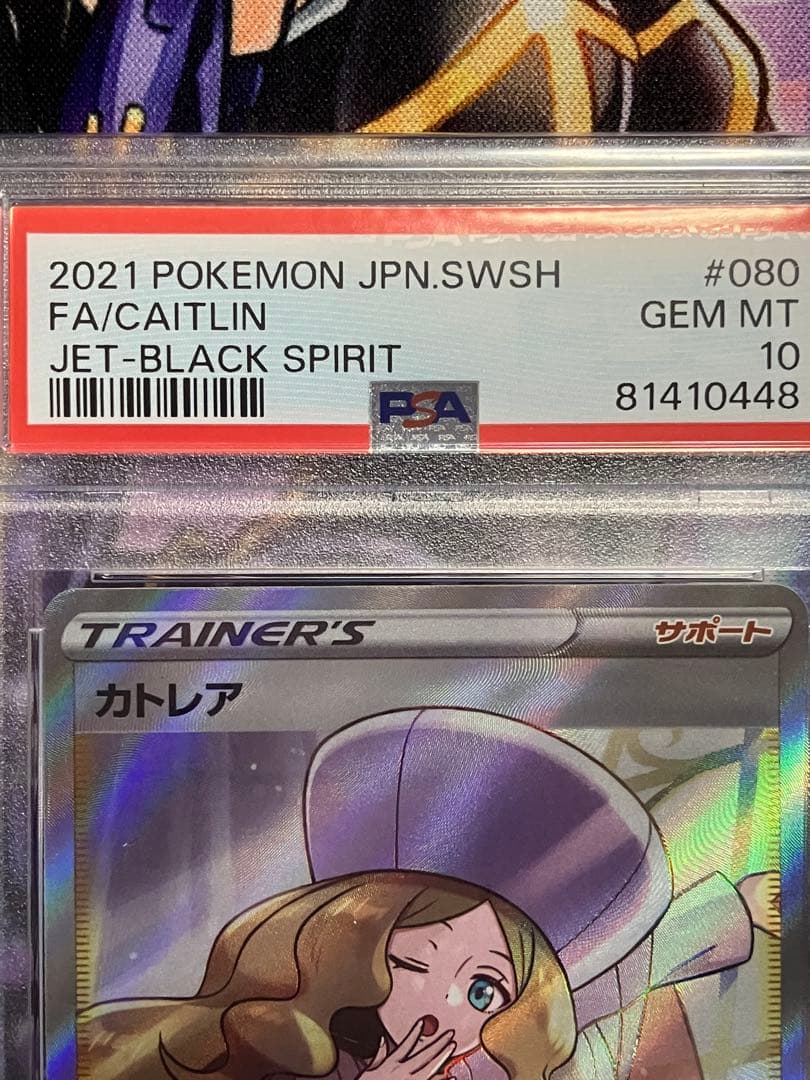 2021 POKEMON JPN.SWSH #080
FA/CAITLIN GEM MT
JET-BLACK SPIRIT 10
PSA 81410448
TRAINER'S サポート
カトレア